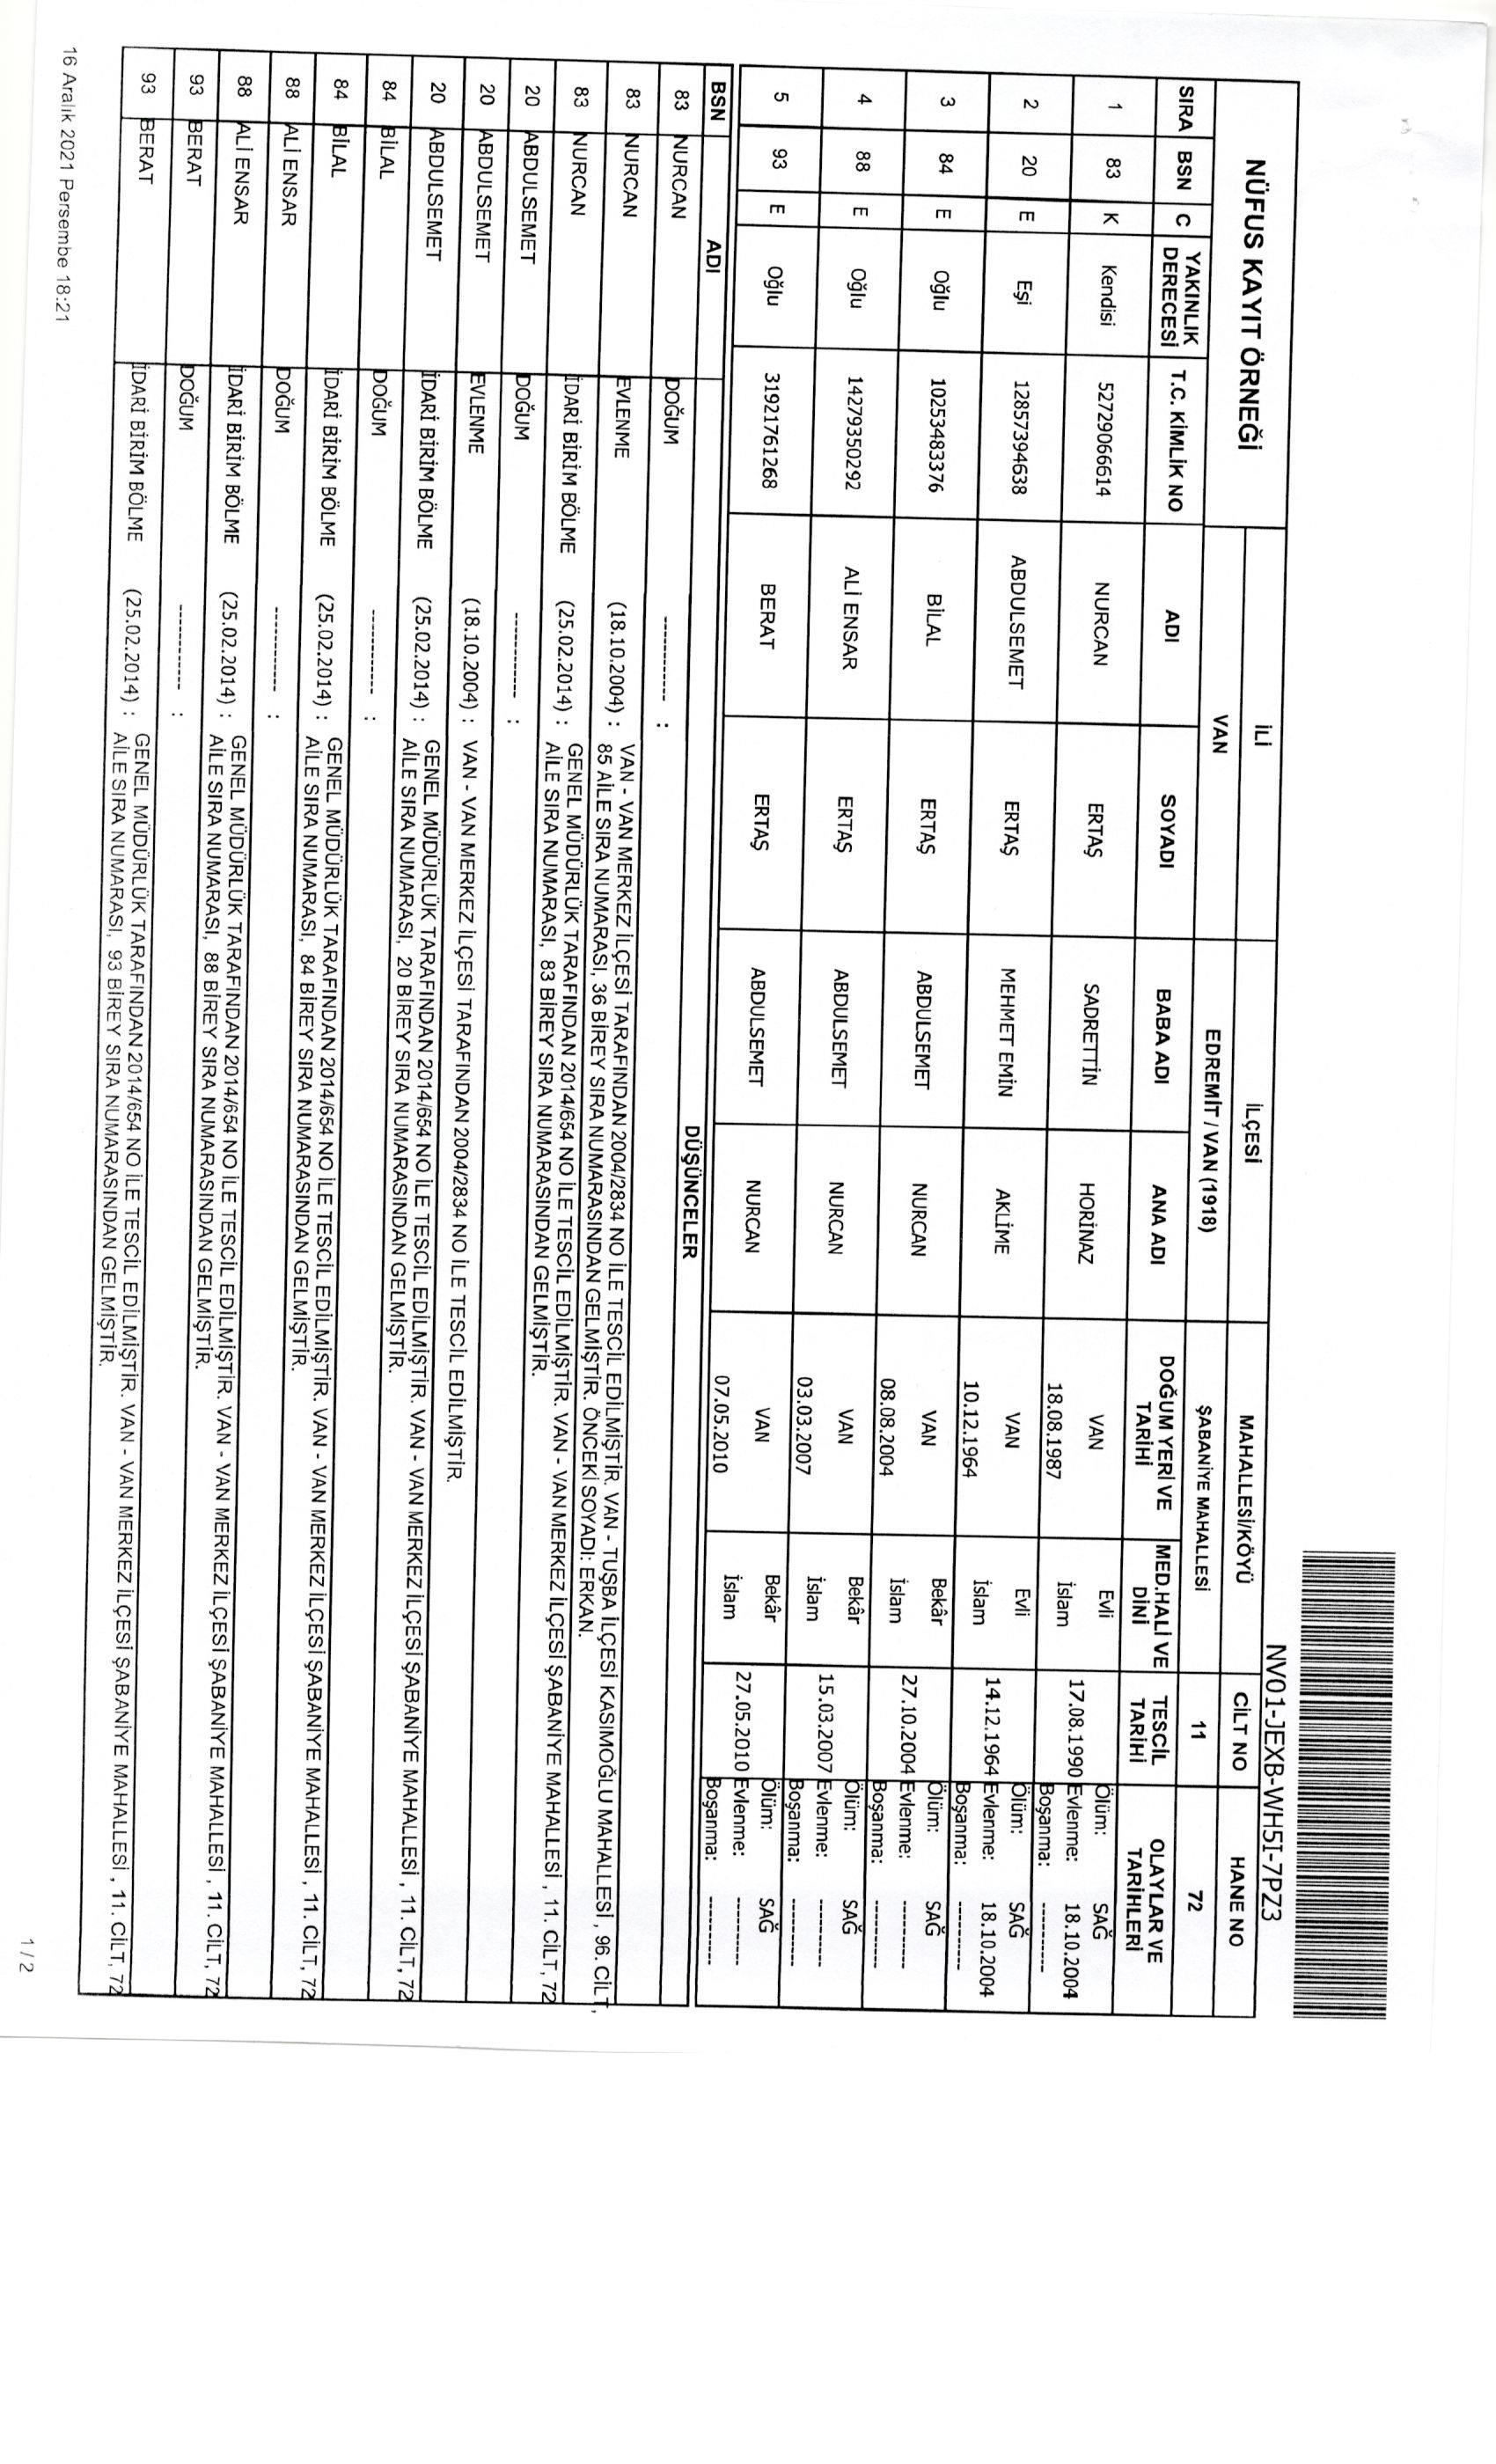 NV01-JEXB-WH5I-7PZ3
NÜFUS KAYIT ÖRNEĞİ
İLİ İLÇESİ MAHALLESİ/KÖYÜ CİLT NO HANE NO
VAN EDREMİT / VAN (1918) ŞABANİYE MAHALLESİ 11 72
SIRA BSN C YAKINLIK DERECESİ T.C. KİMLİK NO ADI SOYADI BABA ADI ANA ADI DOĞUM YERİ VE TARİHİ MED.HALİ VE DİNİ TESCİL TARİHİ OLAYLAR VE TARİHLERİ
1 83 K Kendisi 52729066614 NURCAN ERTAŞ SADRETTİN HORİNAZ VAN 18.08.1987 Evli İslam 17.08.1990 Ölüm: SAĞ Evlenme: 18.10.2004 Boşanma: ----------
2 20 E Eşi 12857394638 ABDULSEMET ERTAŞ MEHMET EMİN AKLİME VAN 10.12.1964 Evli İslam 14.12.1964 Ölüm: SAĞ Evlenme: 18.10.2004 Boşanma: ----------
3 84 E Oğlu 10253483376 BİLAL ERTAŞ ABDULSEMET NURCAN VAN 08.08.2004 Bekâr İslam 27.10.2004 Ölüm: SAĞ Evlenme: ---------- Boşanma: ----------
4 88 E Oğlu 14279350292 ALİ ENSAR ERTAŞ ABDULSEMET NURCAN VAN 03.03.2007 Bekâr İslam 15.03.2007 Ölüm: SAĞ Evlenme: ---------- Boşanma: ----------
5 93 E Oğlu 31921761268 BERAT ERTAŞ ABDULSEMET NURCAN VAN 07.05.2010 Bekâr İslam 27.05.2010 Ölüm: SAĞ Evlenme: ---------- Boşanma: ----------
BSN ADI DÜŞÜNCELER
83 NURCAN DOĞUM ---------- :
83 NURCAN EVLENME (18.10.2004) : VAN - VAN MERKEZ İLÇESİ TARAFINDAN 2004/2834 NO İLE TESCİL EDİLMİŞTİR. VAN - TUŞBA İLÇESİ KASIMOĞLU MAHALLESİ , 96. CİLT,
85 AİLE SIRA NUMARASI, 36 BİREY SIRA NUMARASINDAN GELMİŞTİR. ÖNCEKİ SOYADI: ERKAN.
83 NURCAN İDARİ BİRİM BÖLME (25.02.2014) : GENEL MÜDÜRLÜK TARAFINDAN 2014/654 NO İLE TESCİL EDİLMİŞTİR. VAN - VAN MERKEZ İLÇESİ ŞABANİYE MAHALLESİ , 11. CİLT, 72
AİLE SIRA NUMARASI, 83 BİREY SIRA NUMARASINDAN GELMİŞTİR.
20 ABDULSEMET DOĞUM ---------- :
20 ABDULSEMET EVLENME (18.10.2004) : VAN - VAN MERKEZ İLÇESİ TARAFINDAN 2004/2834 NO İLE TESCİL EDİLMİŞTİR.
20 ABDULSEMET İDARİ BİRİM BÖLME (25.02.2014) : GENEL MÜDÜRLÜK TARAFINDAN 2014/654 NO İLE TESCİL EDİLMİŞTİR. VAN - VAN MERKEZ İLÇESİ ŞABANİYE MAHALLESİ , 11. CİLT, 72
AİLE SIRA NUMARASI, 20 BİREY SIRA NUMARASINDAN GELMİŞTİR.
84 BİLAL DOĞUM ---------- :
84 BİLAL İDARİ BİRİM BÖLME (25.02.2014) : GENEL MÜDÜRLÜK TARAFINDAN 2014/654 NO İLE TESCİL EDİLMİŞTİR. VAN - VAN MERKEZ İLÇESİ ŞABANİYE MAHALLESİ , 11. CİLT, 72
AİLE SIRA NUMARASI, 84 BİREY SIRA NUMARASINDAN GELMİŞTİR.
88 ALİ ENSAR DOĞUM ---------- :
88 ALİ ENSAR İDARİ BİRİM BÖLME (25.02.2014) : GENEL MÜDÜRLÜK TARAFINDAN 2014/654 NO İLE TESCİL EDİLMİŞTİR. VAN - VAN MERKEZ İLÇESİ ŞABANİYE MAHALLESİ , 11. CİLT, 72
AİLE SIRA NUMARASI, 88 BİREY SIRA NUMARASINDAN GELMİŞTİR.
93 BERAT DOĞUM ---------- :
93 BERAT İDARİ BİRİM BÖLME (25.02.2014) : GENEL MÜDÜRLÜK TARAFINDAN 2014/654 NO İLE TESCİL EDİLMİŞTİR. VAN - VAN MERKEZ İLÇESİ ŞABANİYE MAHALLESİ , 11. CİLT, 72
AİLE SIRA NUMARASI, 93 BİREY SIRA NUMARASINDAN GELMİŞTİR.
16 Aralık 2021 Persembe 18:21
1 / 2